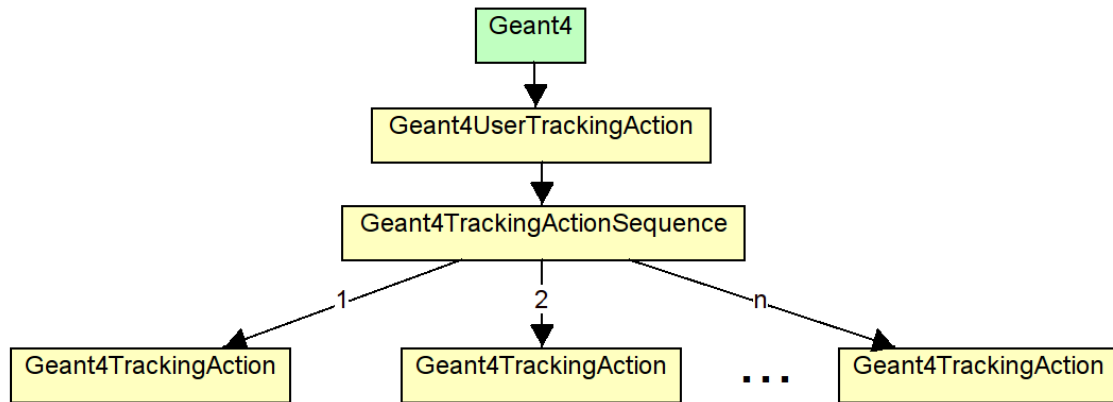 Geant4
Geant4UserTrackingAction
Geant4TrackingActionSequence
1 2 n
Geant4TrackingAction Geant4TrackingAction ... Geant4TrackingAction